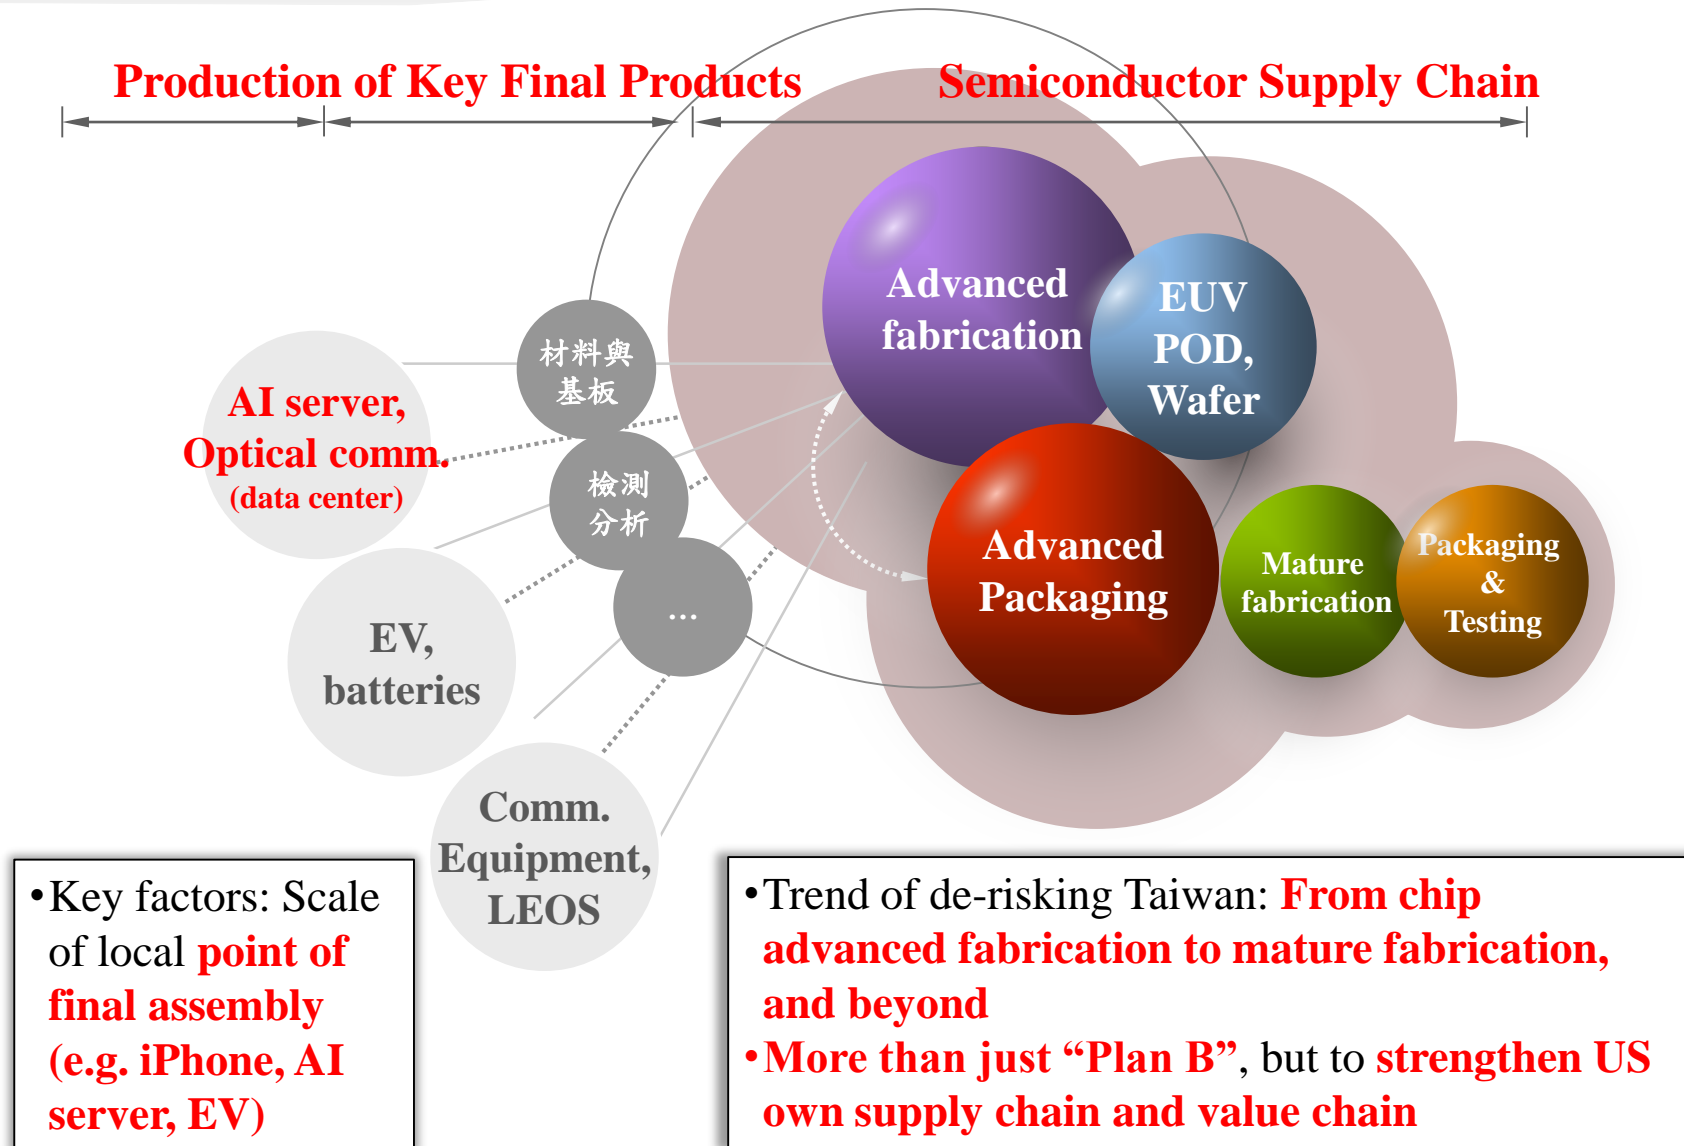 Production of Key Final Products
Semiconductor Supply Chain
Advanced
fabrication
EUV
POD,
Wafer
材料與
基板
AI server,
Optical comm.
(data center)
檢測
分析
Advanced
Packaging
Mature
fabrication
Packaging
&
Testing
...
EV,
batteries
Comm.
Equipment,
LEOS
•Key factors: Scale
of local point of
final assembly
(e.g. iPhone, AI
server, EV)
•Trend of de-risking Taiwan: From chip
advanced fabrication to mature fabrication,
and beyond
•More than just “Plan B”, but to strengthen US
own supply chain and value chain